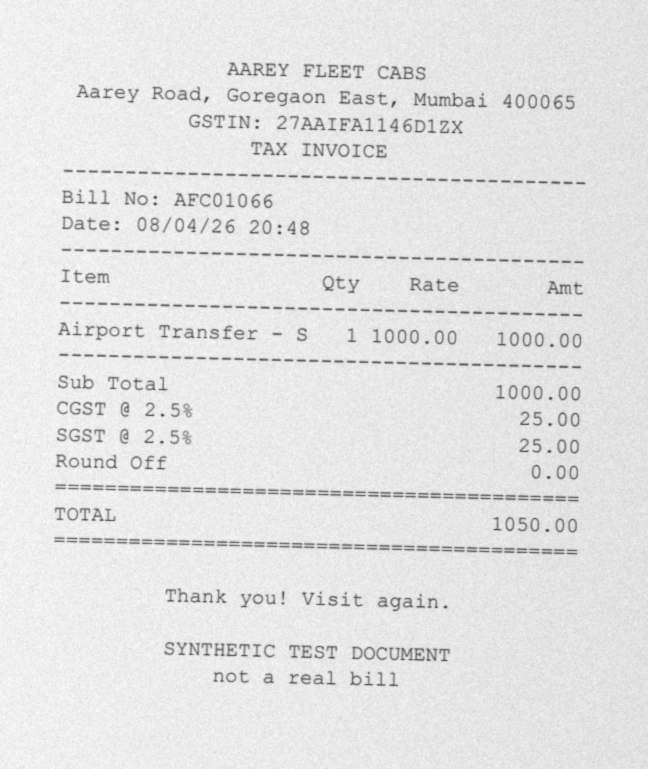 AAREY FLEET CABS
Aarey Road, Goregaon East, Mumbai 400065
GSTIN: 27AAIFA1146D1ZX
TAX INVOICE
------------------------------------------
Bill No: AFC01066
Date: 08/04/26 20:48
------------------------------------------
Item Qty Rate Amt
------------------------------------------
Airport Transfer - S 1 1000.00 1000.00
------------------------------------------
Sub Total 1000.00
CGST @ 2.5% 25.00
SGST @ 2.5% 25.00
Round Off 0.00
==========================================
TOTAL 1050.00
==========================================
Thank you! Visit again.
SYNTHETIC TEST DOCUMENT
not a real bill